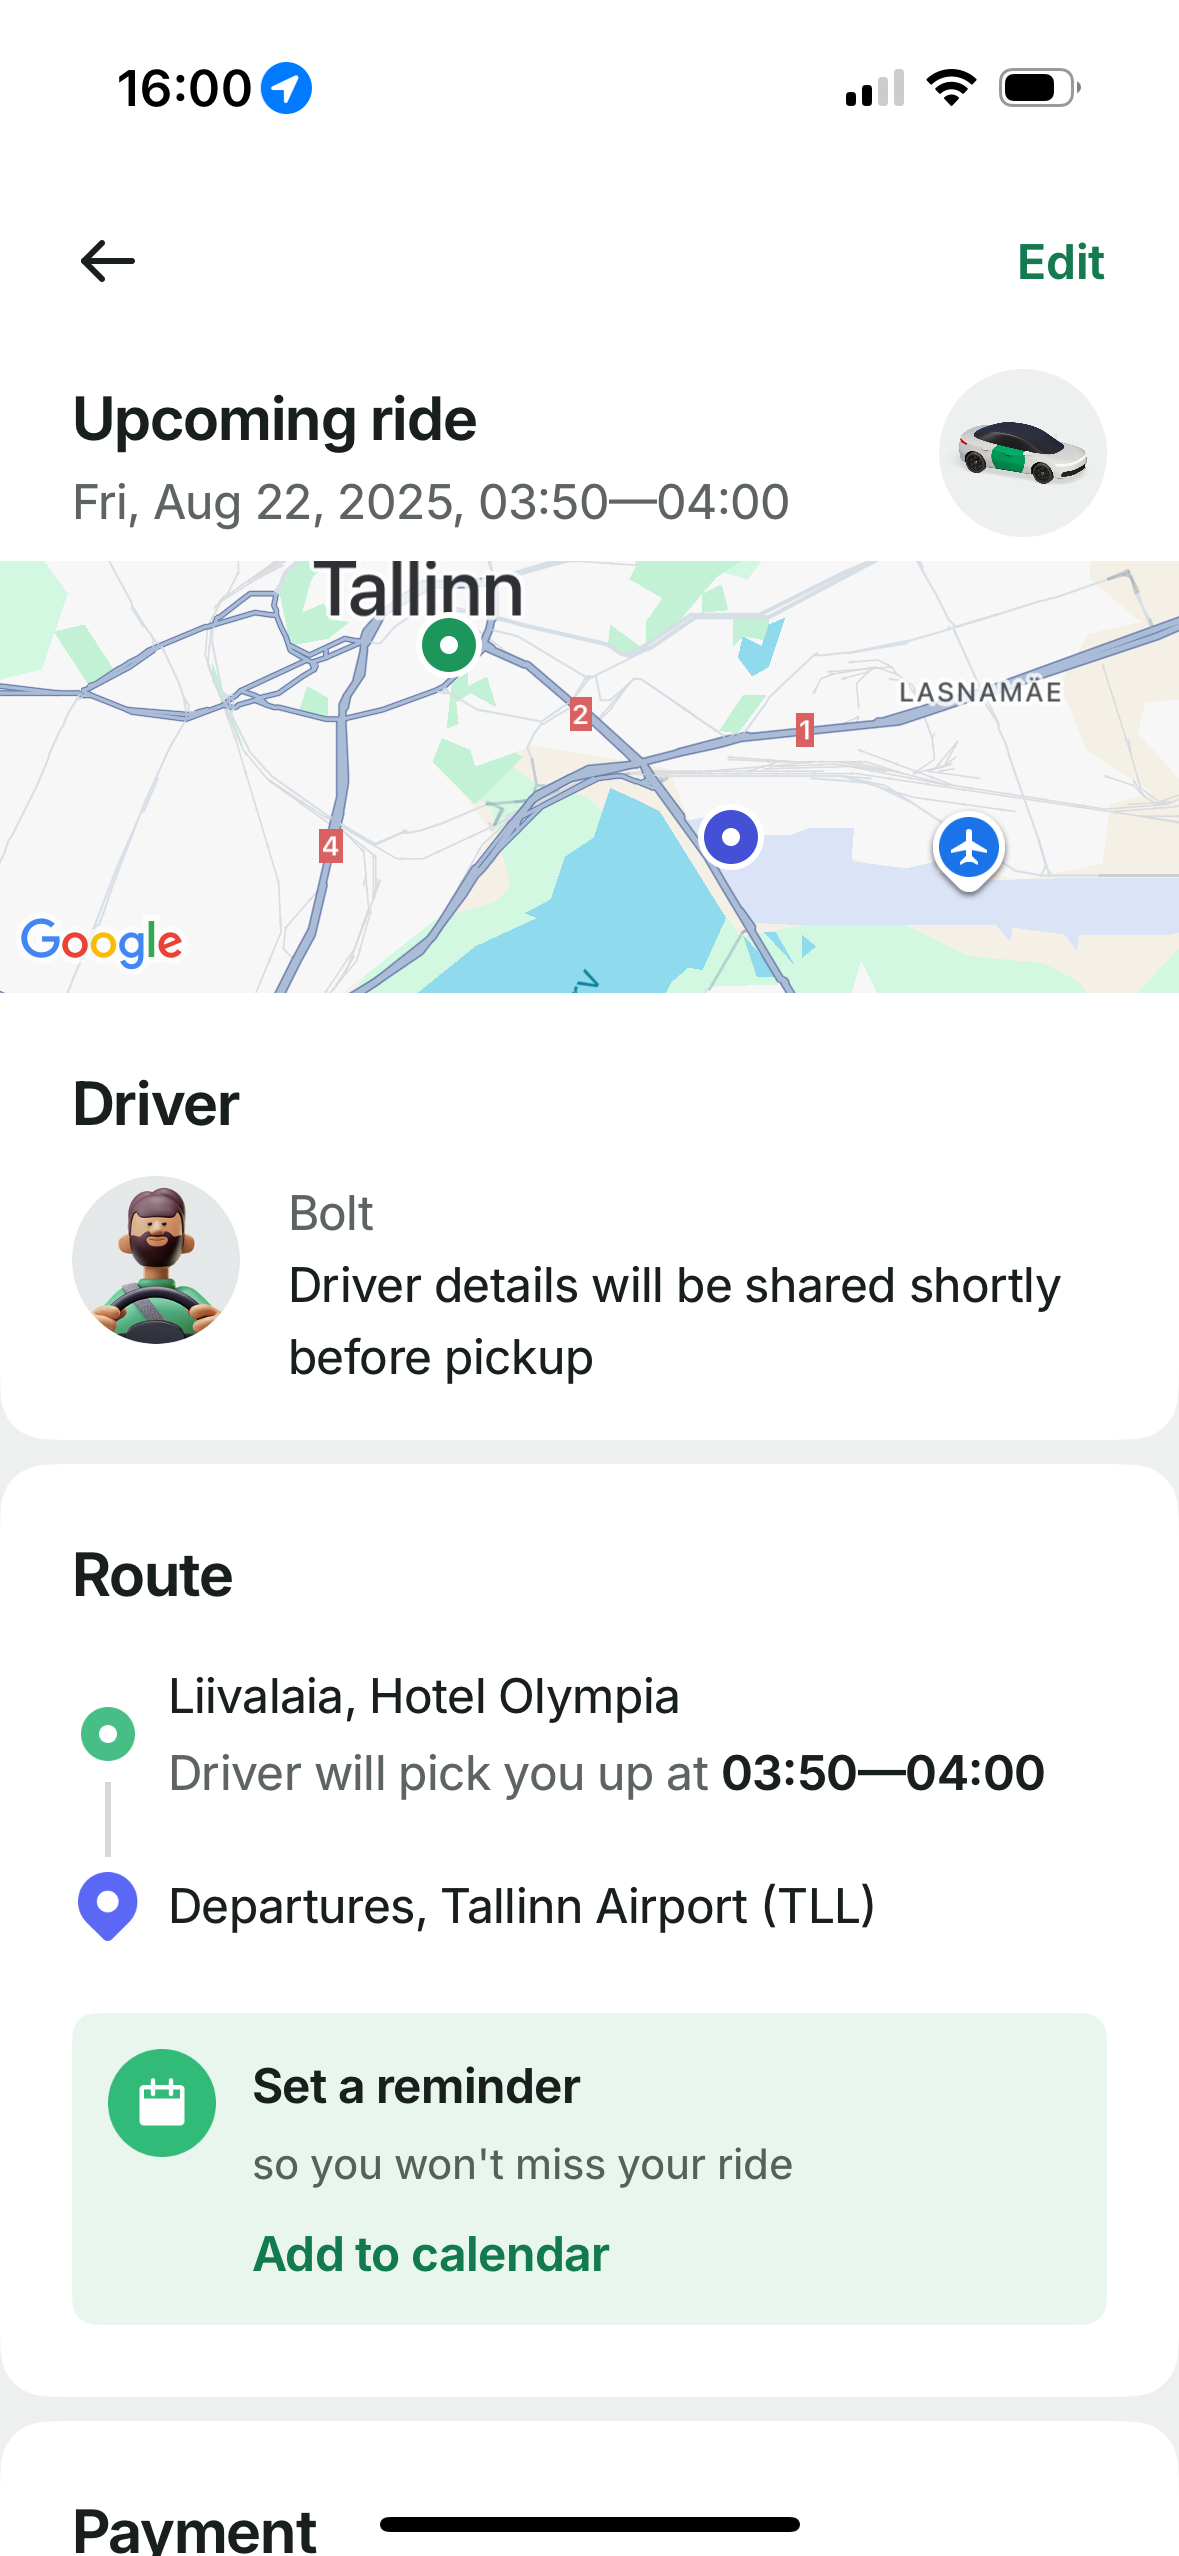 16:00
Edit
Upcoming ride
Fri, Aug 22, 2025, 03:50—04:00
Tallinn
LASNAMÄE
2
1
4
Google
Driver
Bolt
Driver details will be shared shortly
before pickup
Route
Liivalaia, Hotel Olympia
Driver will pick you up at 03:50—04:00
Departures, Tallinn Airport (TLL)
Set a reminder
so you won't miss your ride
Add to calendar
Payment